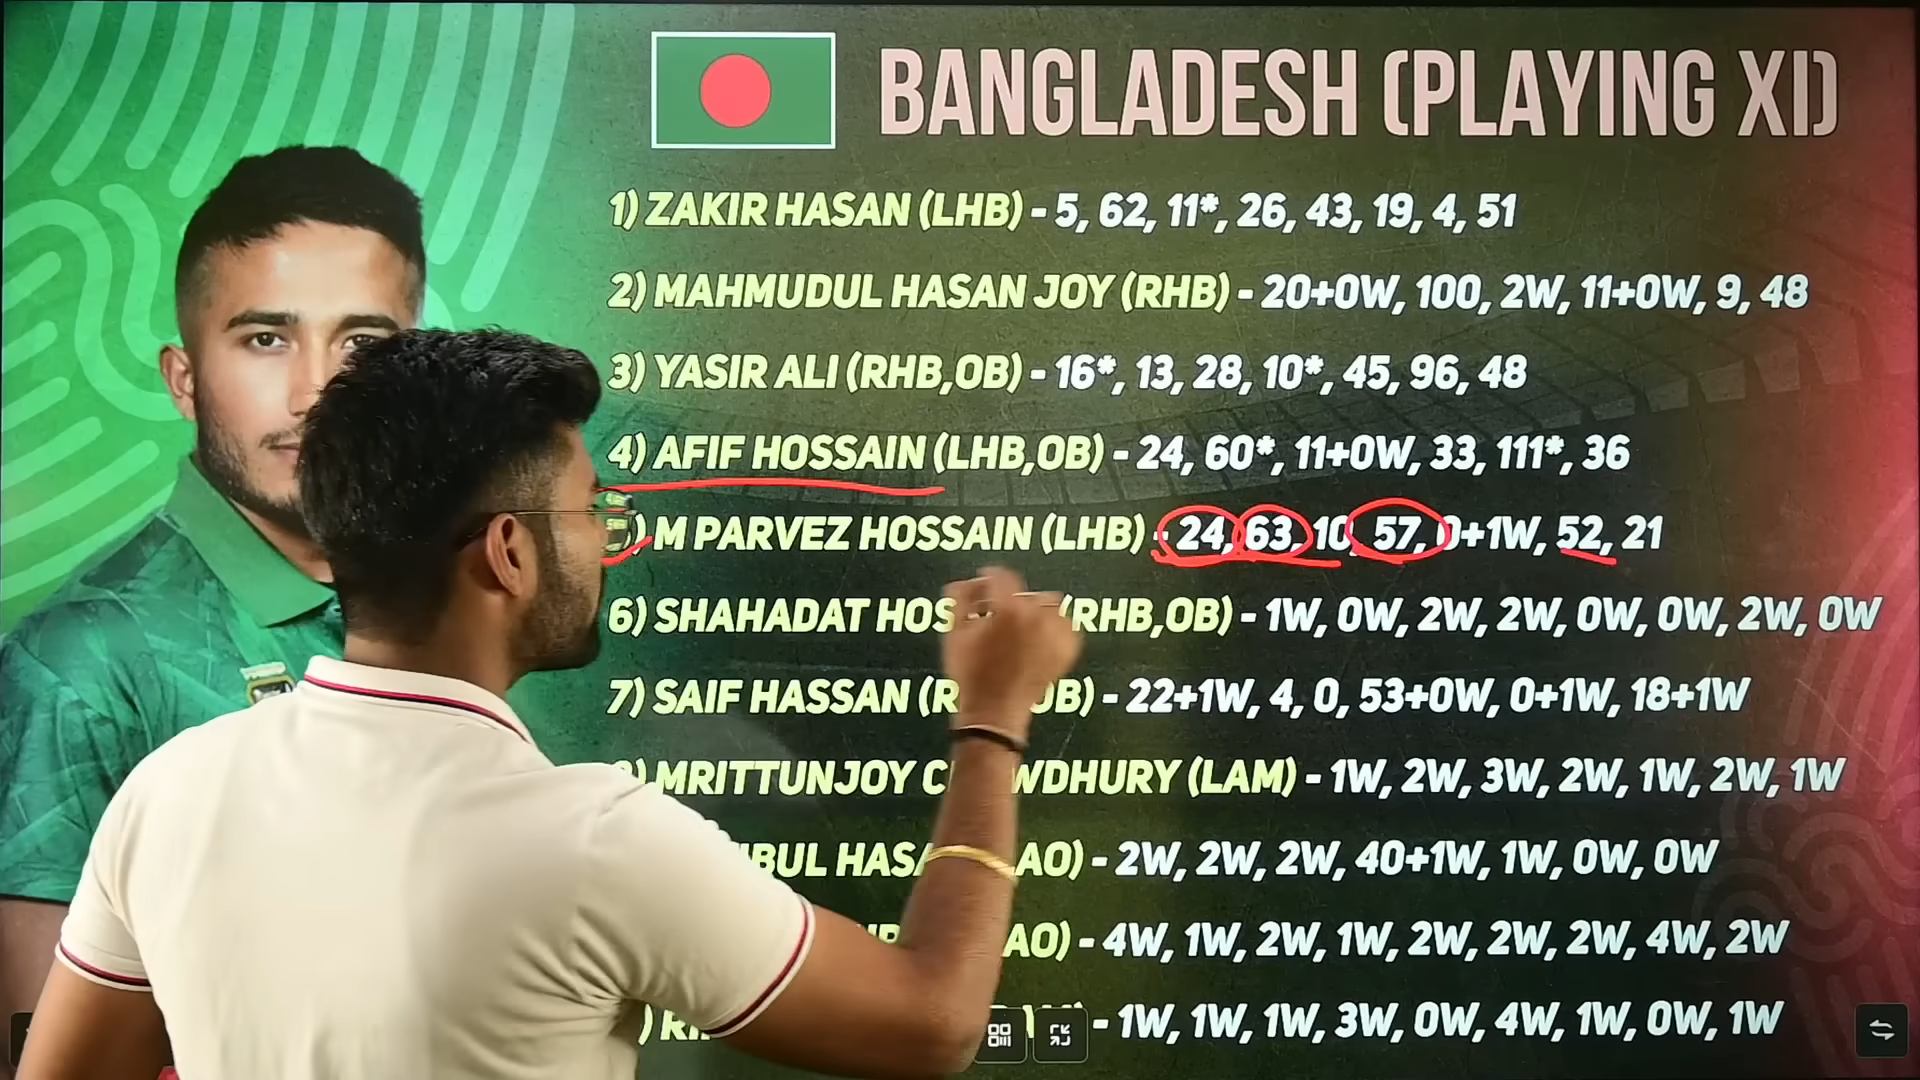 BANGLADESH (PLAYING XI)
1) ZAKIR HASAN (LHB) - 5, 62, 11*, 26, 43, 19, 4, 51
2) MAHMUDUL HASAN JOY (RHB) - 20+0W, 100, 2W, 11+0W, 9, 48
3) YASIR ALI (RHB,OB) - 16*, 13, 28, 10*, 45, 96, 48
4) AFIF HOSSAIN (LHB,OB) - 24, 60*, 11+0W, 33, 111*, 36
) M PARVEZ HOSSAIN (LHB) - 24, 63, 10, 57, 0+1W, 52, 21
6) SHAHADAT (RHB,OB) - 1W, 0W, 2W, 2W, 0W, 0W, 2W, 0W
7) SAIF HASSAN OB) - 22+1W, 4, 0, 53+0W, 0+1W, 18+1W
) MRITTUNJOY (LAM) - 1W, 2W, 3W, 2W, 1W, 2W, 1W
AO) - 2W, 2W, 2W, 40+1W, 1W, 0W, 0W
AO) - 4W, 1W, 2W, 1W, 2W, 2W, 2W, 4W, 2W
) - 1W, 1W, 1W, 3W, 0W, 4W, 1W, 0W, 1W